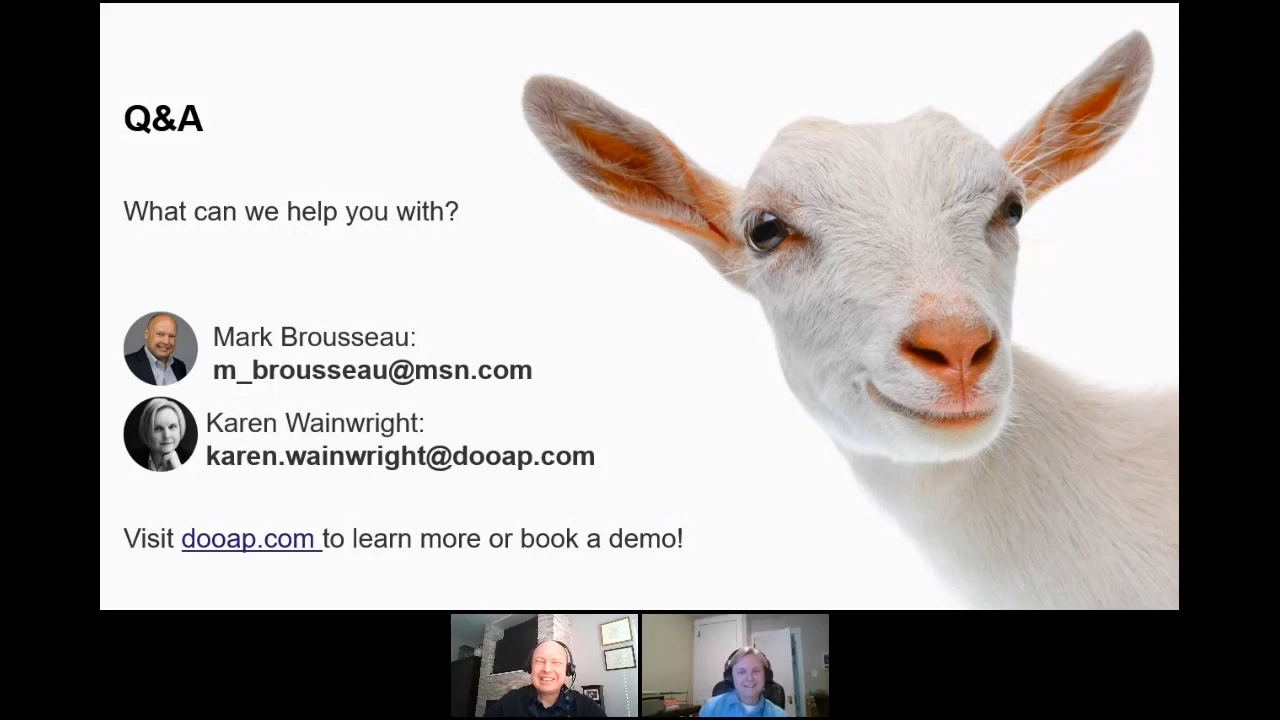 Q&A
What can we help you with?
Mark Brousseau:
m_brousseau@msn.com
Karen Wainwright:
karen.wainwright@dooap.com
Visit dooap.com to learn more or book a demo!